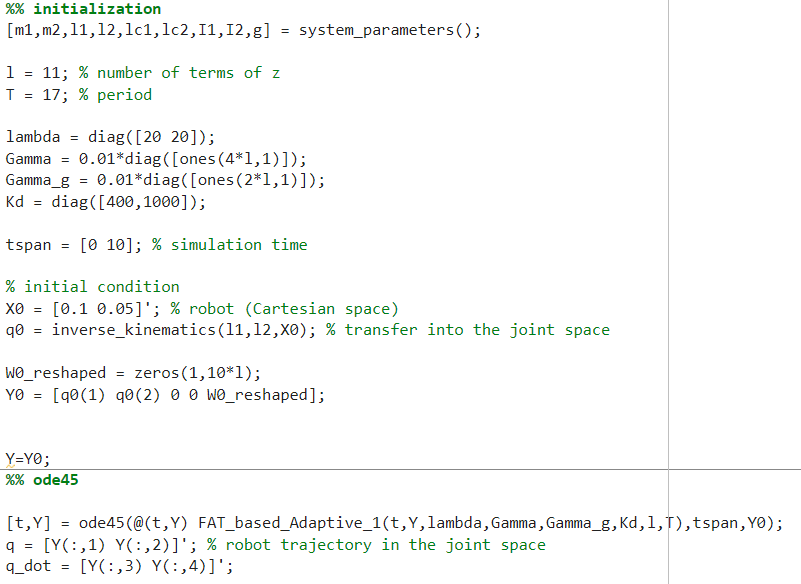 %% initialization
[m1,m2,l1,l2,lc1,lc2,I1,I2,g] = system_parameters();
l = 11; % number of terms of z
T = 17; % period
lambda = diag([20 20]);
Gamma = 0.01*diag([ones(4*l,1)]);
Gamma_g = 0.01*diag([ones(2*l,1)]);
Kd = diag([400,1000]);
tspan = [0 10]; % simulation time
% initial condition
X0 = [0.1 0.05]'; % robot (Cartesian space)
q0 = inverse_kinematics(l1,l2,X0); % transfer into the joint space
W0_reshaped = zeros(1,10*l);
Y0 = [q0(1) q0(2) 0 0 W0_reshaped];
Y=Y0;
%% ode45
[t,Y] = ode45(@(t,Y) FAT_based_Adaptive_1(t,Y,lambda,Gamma,Gamma_g,Kd,l,T),tspan,Y0);
q = [Y(:,1) Y(:,2)]'; % robot trajectory in the joint space
q_dot = [Y(:,3) Y(:,4)]';